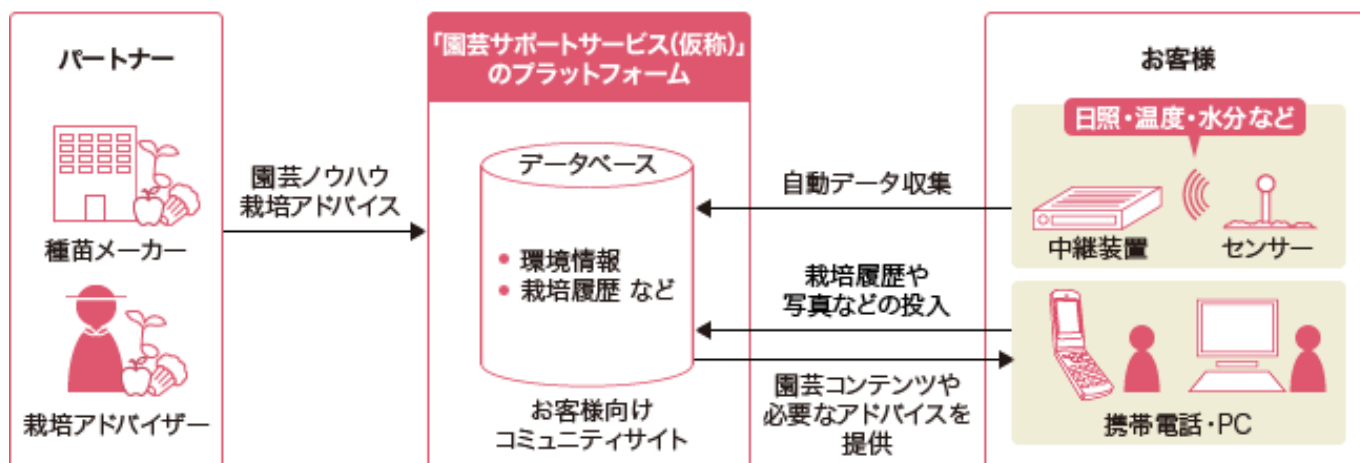 パートナー
種苗メーカー
栽培アドバイザー
園芸ノウハウ
栽培アドバイス
「園芸サポートサービス(仮称)」
のプラットフォーム
データベース
● 環境情報
● 栽培履歴 など
お客様向け
コミュニティサイト
自動データ収集
栽培履歴や
写真などの投入
園芸コンテンツや
必要なアドバイスを
提供
お客様
日照・温度・水分など
中継装置
センサー
携帯電話・PC